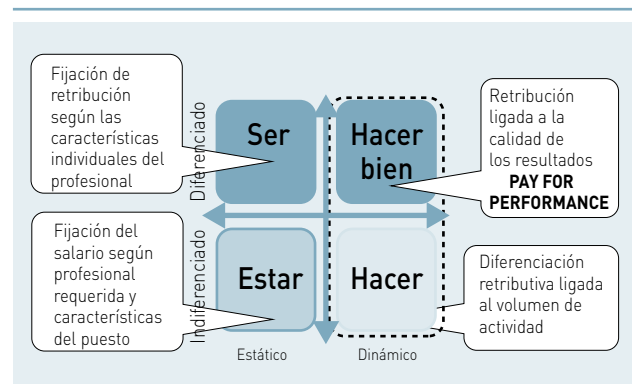 Fijación de
retribución
según las
características
individuales del
profesional
Diferenciado
Ser
Hacer
bien
Retribución
ligada a la
calidad de
los resultados
PAY FOR
PERFORMANCE
Fijación del
salario según
profesional
requerida y
características
del puesto
Indiferenciado
Estar
Hacer
Diferenciación
retributiva ligada
al volumen de
actividad
Estático
Dinámico